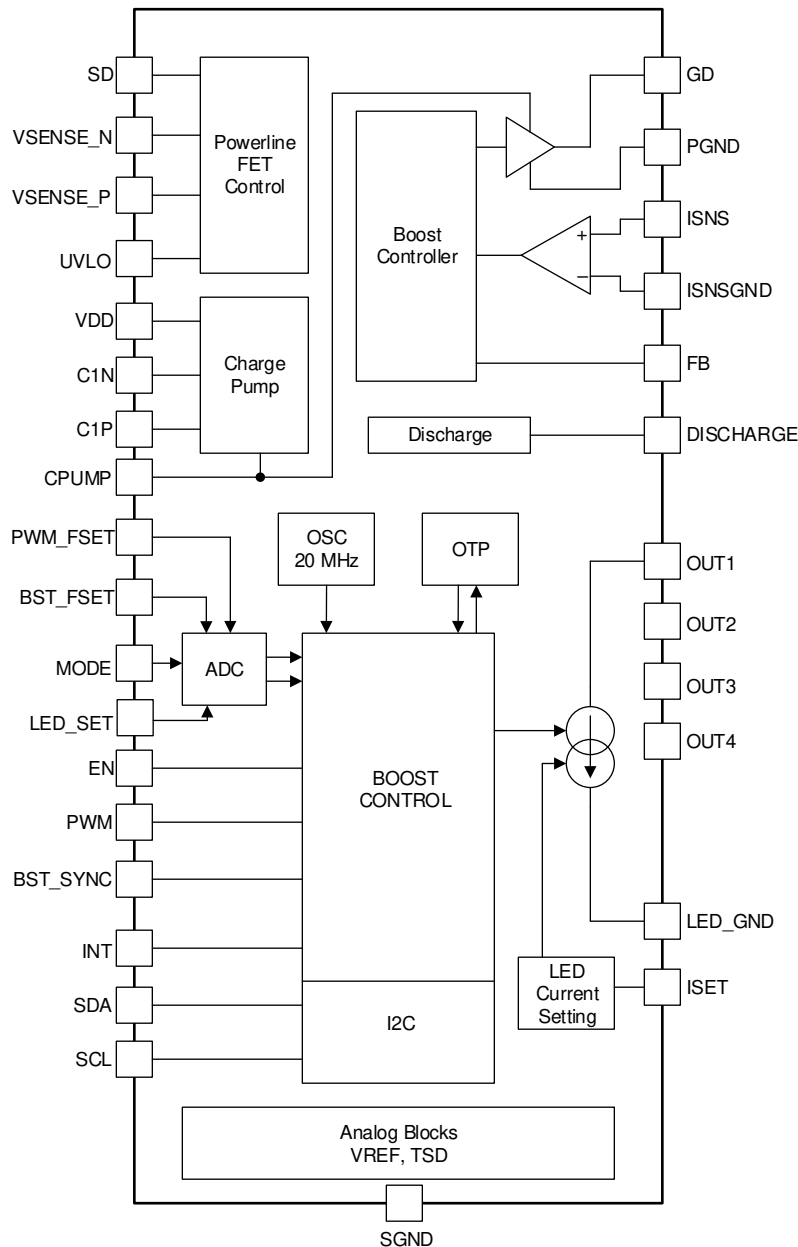 SD
VSENSE_N
VSENSE_P
UVLO
VDD
C1N
C1P
CPUMP
PWM_FSET
BST_FSET
MODE
LED_SET
EN
PWM
BST_SYNC
INT
SDA
SCL
Powerline
FET
Control
Charge
Pump
Boost
Controller
+
−
Discharge
OSC
20 MHz
OTP
ADC
BOOST
CONTROL
I2C
LED
Current
Setting
Analog Blocks
VREF, TSD
GD
PGND
ISNS
ISNSGND
FB
DISCHARGE
OUT1
OUT2
OUT3
OUT4
LED_GND
ISET
SGND